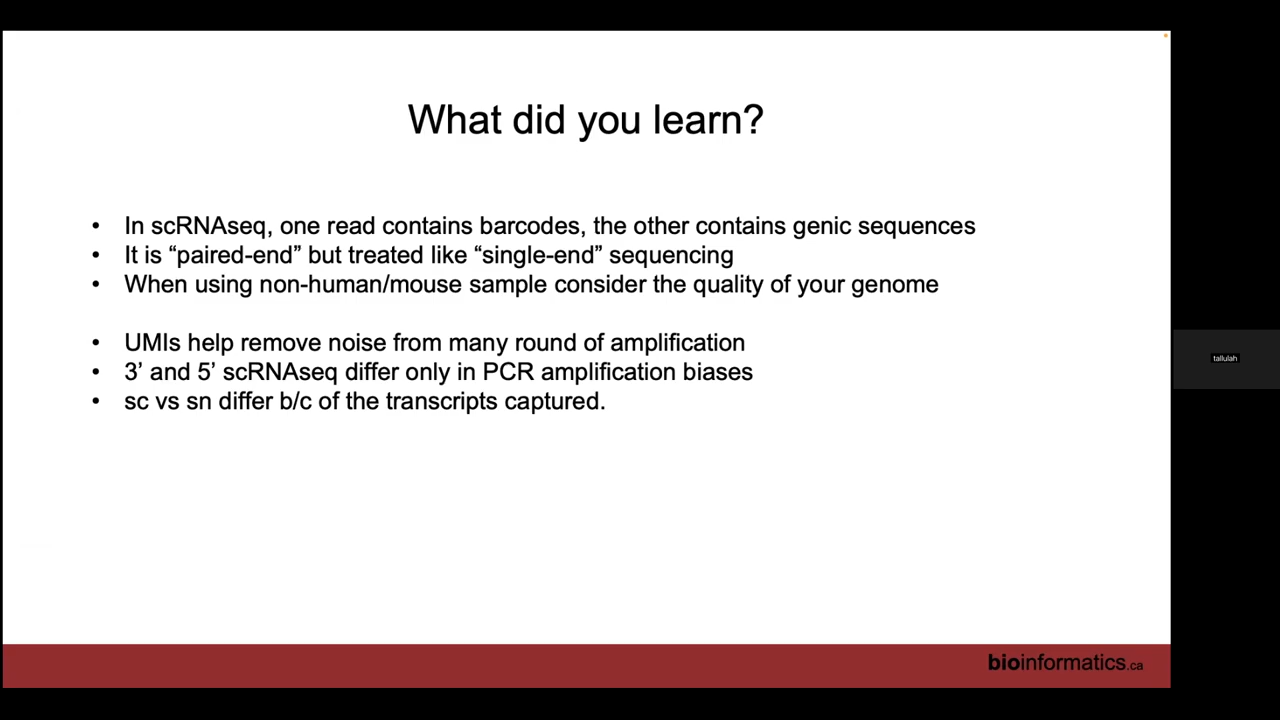 What did you learn?
• In scRNAseq, one read contains barcodes, the other contains genic sequences
• It is “paired-end” but treated like “single-end” sequencing
• When using non-human/mouse sample consider the quality of your genome
• UMIs help remove noise from many round of amplification
• 3’ and 5’ scRNAseq differ only in PCR amplification biases
• sc vs sn differ b/c of the transcripts captured.
tallulah
bioinformatics.ca